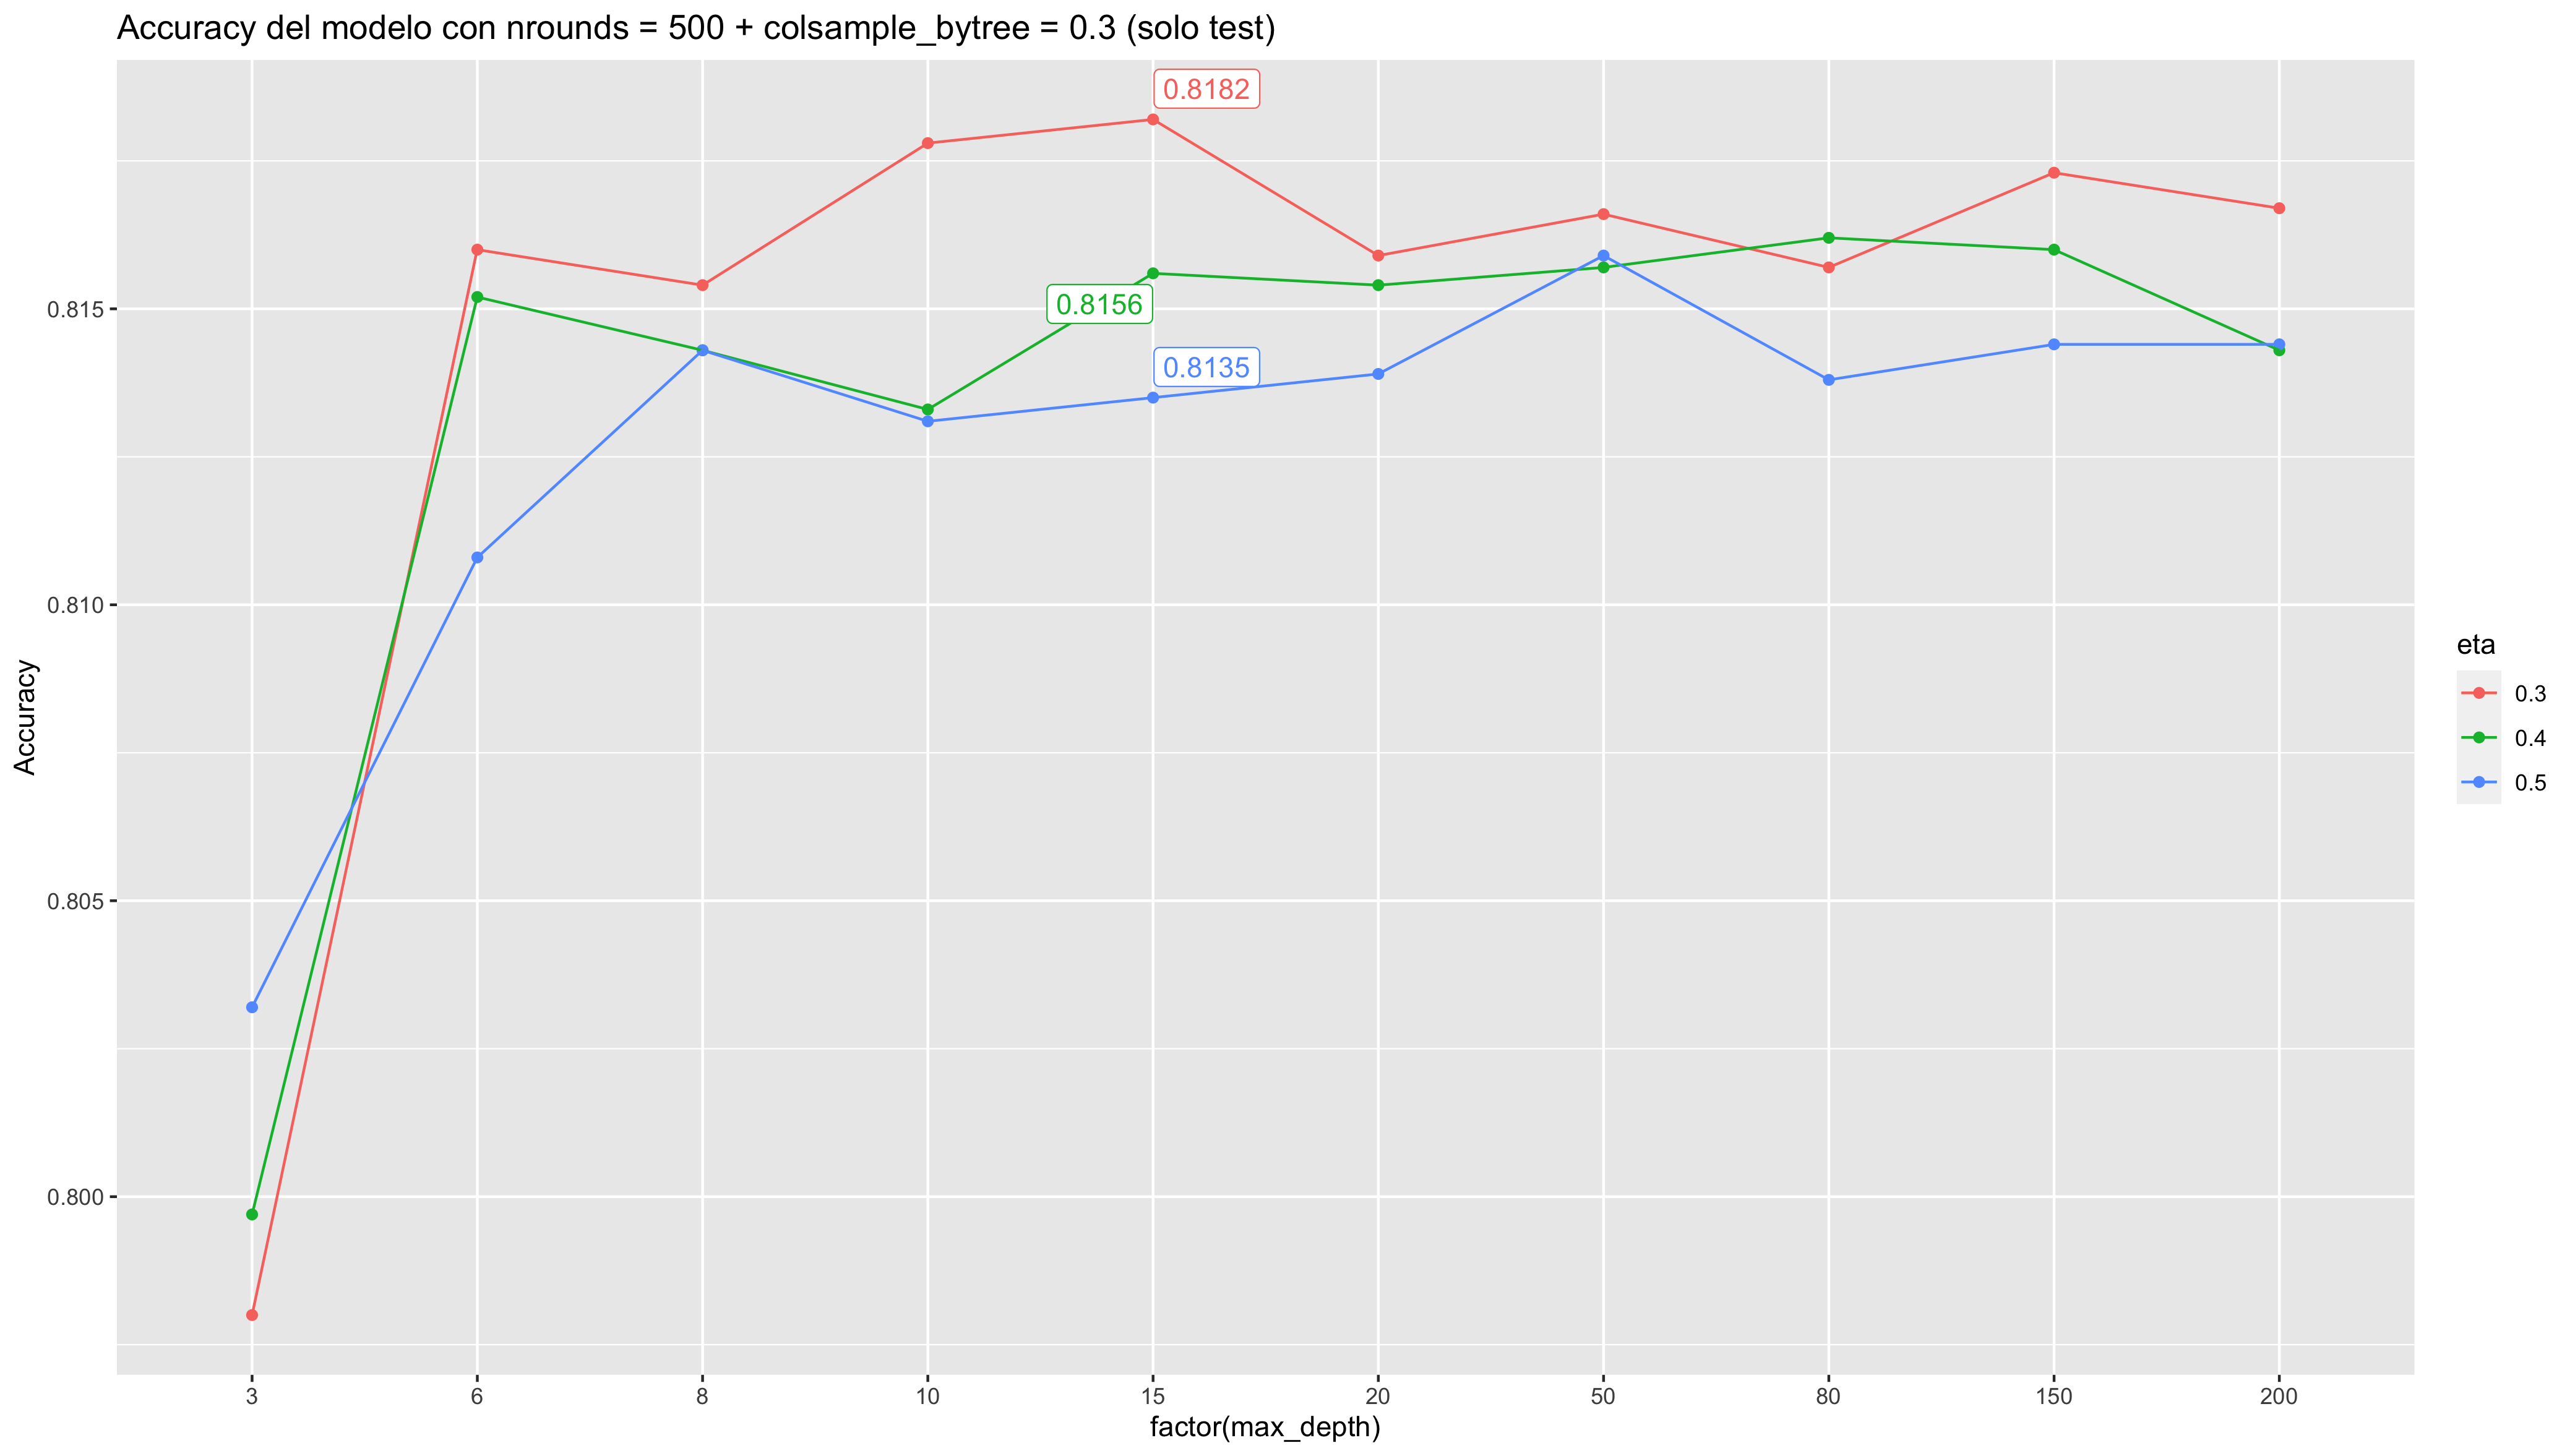 Accuracy del modelo con nrounds = 500 + colsample_bytree = 0.3 (solo test)
0.8182
0.8156
0.8135
0.815
0.810
0.805
0.800
Accuracy
3 6 8 10 15 20 50 80 150 200
factor(max_depth)
eta
0.3
0.4
0.5